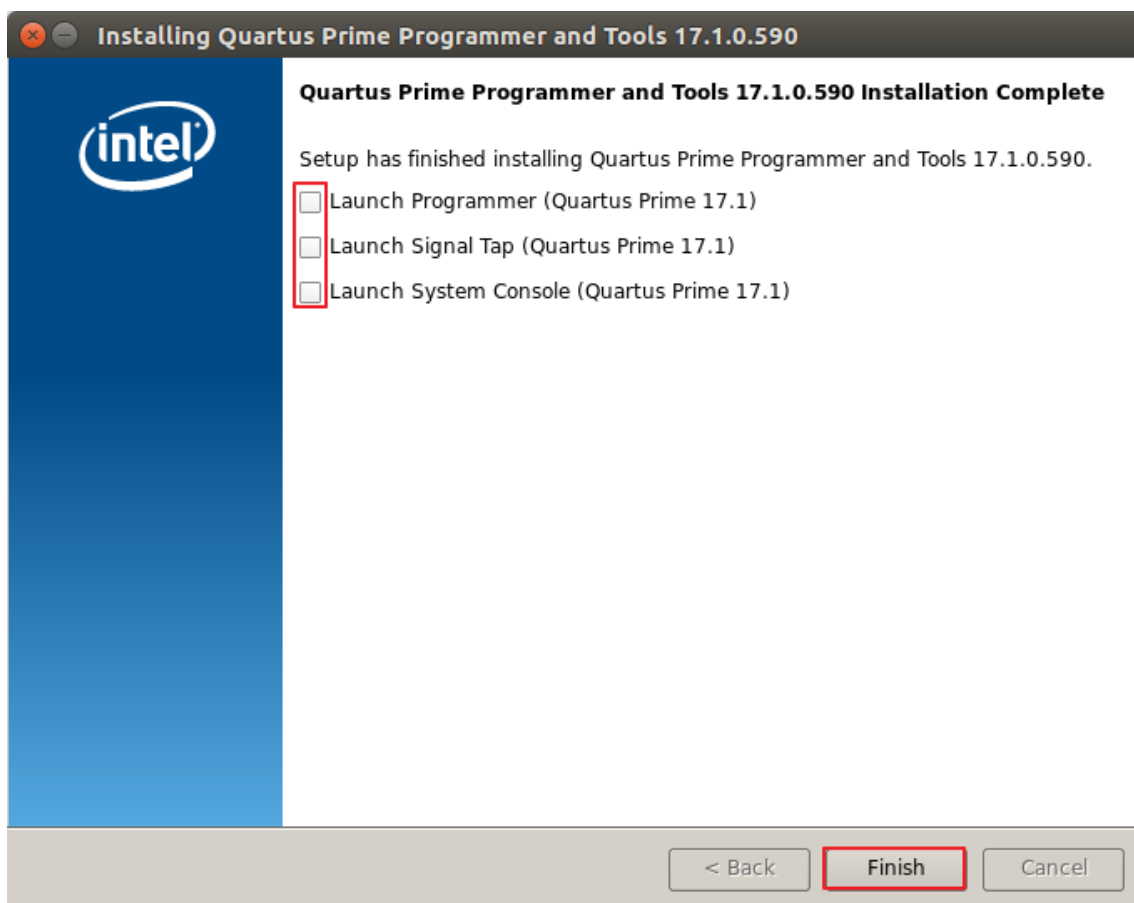 Installing Quartus Prime Programmer and Tools 17.1.0.590
intel
Quartus Prime Programmer and Tools 17.1.0.590 Installation Complete
Setup has finished installing Quartus Prime Programmer and Tools 17.1.0.590.
Launch Programmer (Quartus Prime 17.1)
Launch Signal Tap (Quartus Prime 17.1)
Launch System Console (Quartus Prime 17.1)
< Back Finish Cancel